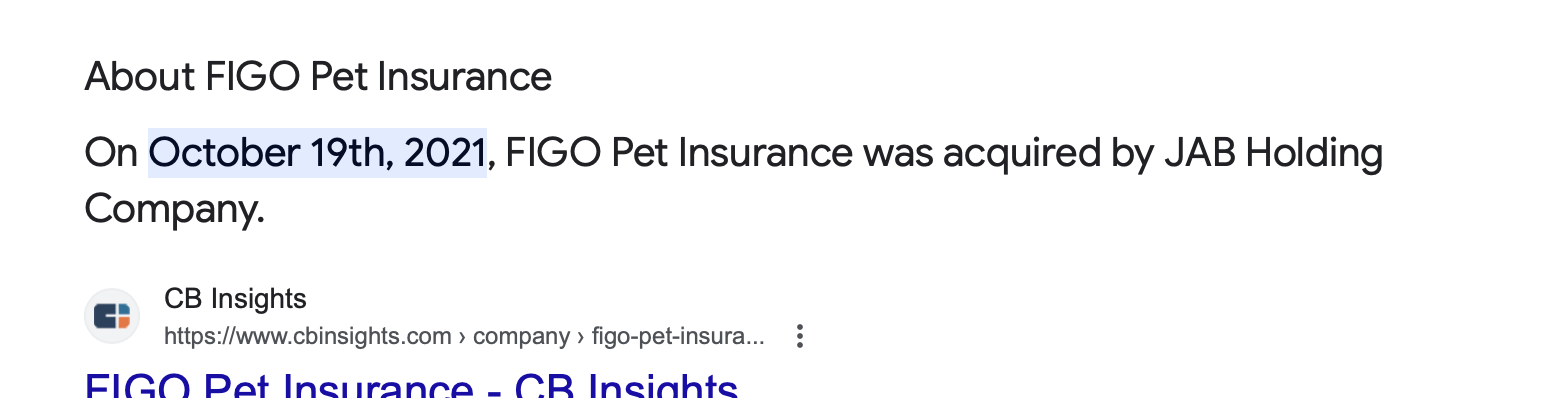 About FIGO Pet Insurance
On October 19th, 2021, FIGO Pet Insurance was acquired by JAB Holding
Company.
CB Insights
https://www.cbinsights.com › company › figo-pet-insura...
FIGO Pet Insurance - CB Insights